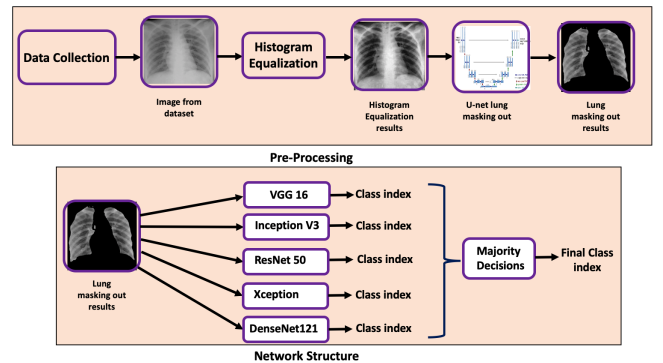 Data Collection
Image from
dataset
Histogram
Equalization
Histogram
Equalization
results
U-net lung
masking out
Lung
masking out
results
Pre-Processing
Lung
masking out
results
VGG 16
Class index
Inception V3
Class index
ResNet 50
Class index
Xception
Class index
DenseNet121
Class index
Majority
Decisions
Final Class
index
Network Structure